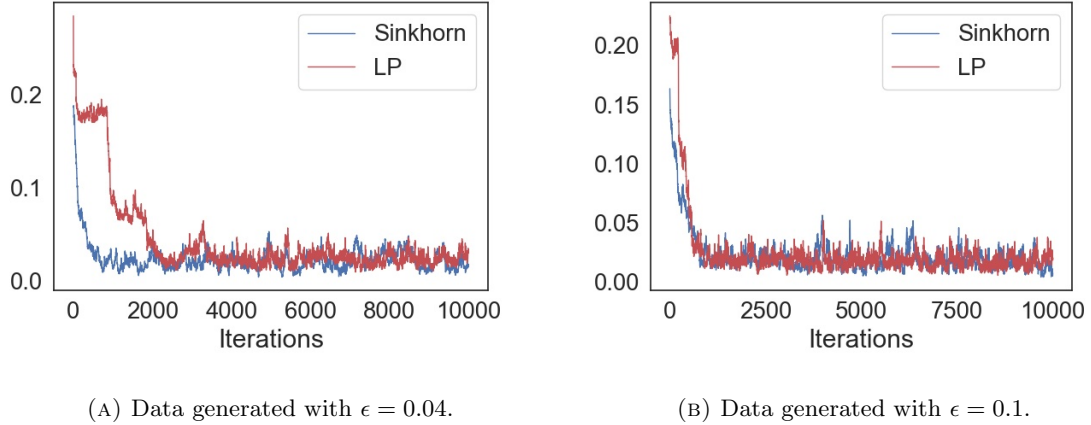 Sinkhorn
LP
0.2
0.1
0.0
0 2000 4000 6000 8000 10000
Iterations
(A) Data generated with ϵ = 0.04.
Sinkhorn
LP
0.20
0.15
0.10
0.05
0.00
0 2500 5000 7500 10000
Iterations
(B) Data generated with ϵ = 0.1.